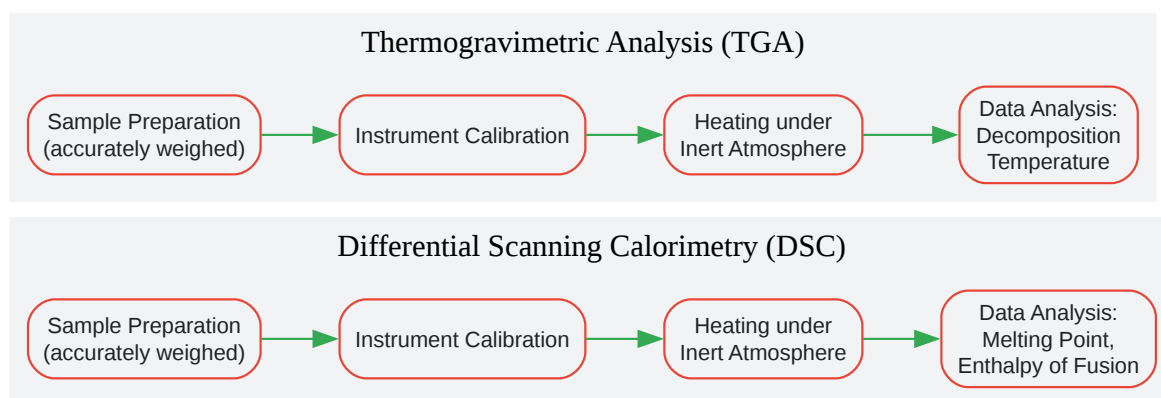 Thermogravimetric Analysis (TGA)
Sample Preparation
(accurately weighed)
Instrument Calibration
Heating under
Inert Atmosphere
Data Analysis:
Decomposition
Temperature
Differential Scanning Calorimetry (DSC)
Sample Preparation
(accurately weighed)
Instrument Calibration
Heating under
Inert Atmosphere
Data Analysis:
Melting Point,
Enthalpy of Fusion